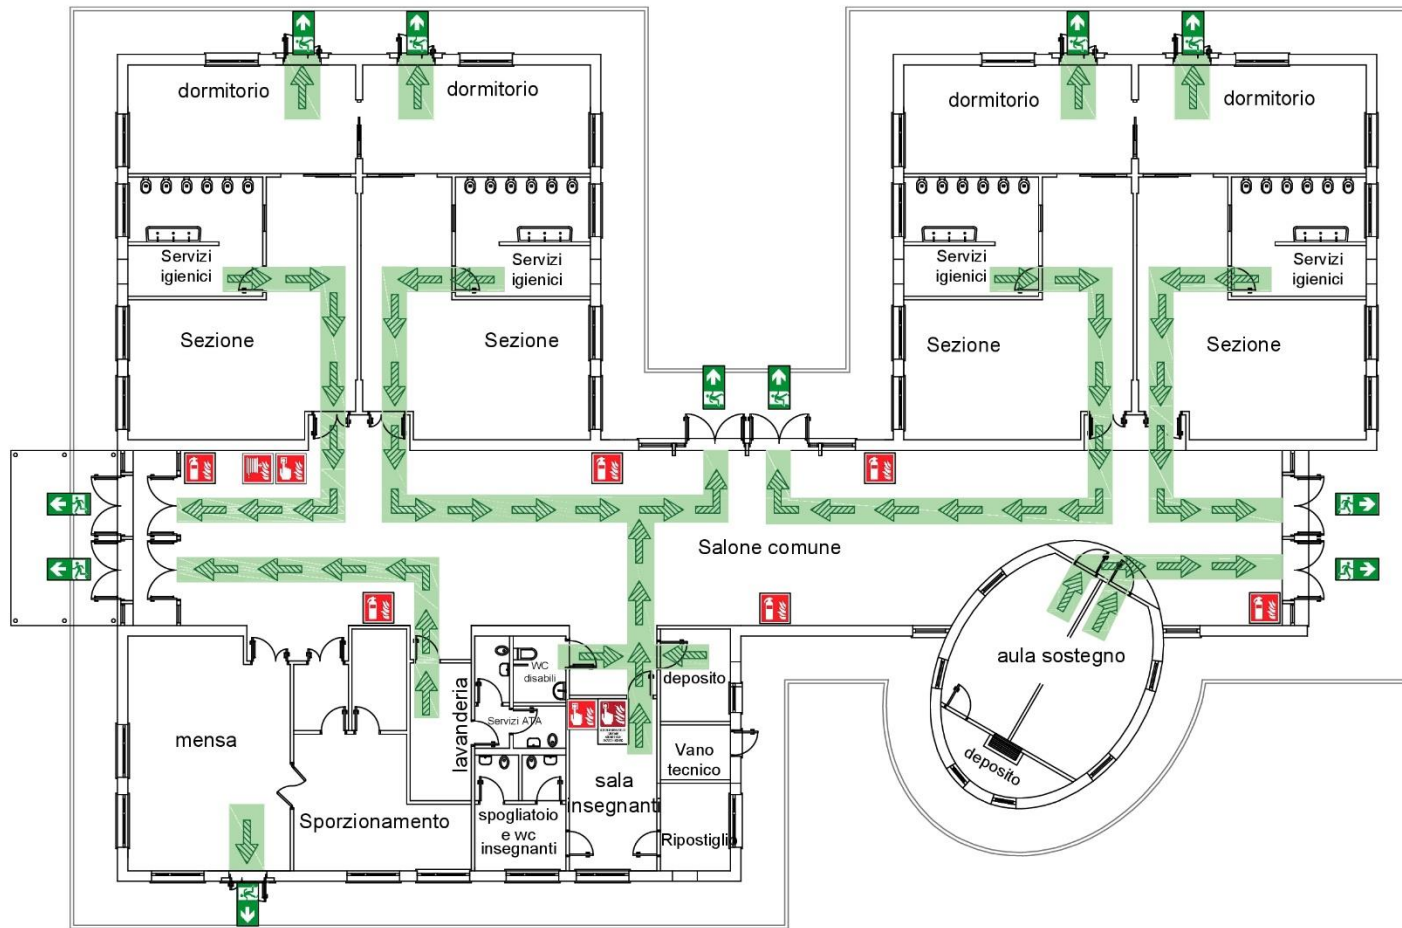 dormitorio
dormitorio
dormitorio
dormitorio
Servizi
igienici
Servizi
igienici
Servizi
igienici
Servizi
igienici
Sezione
Sezione
Sezione
Sezione
Salone comune
WC
disabili
deposito
aula sostegno
Servizi ATA
lavanderia
mensa
Vano
tecnico
deposito
sala
insegnanti
Sporzionamento
spogliatoio
e wc
insegnanti
Ripostiglio